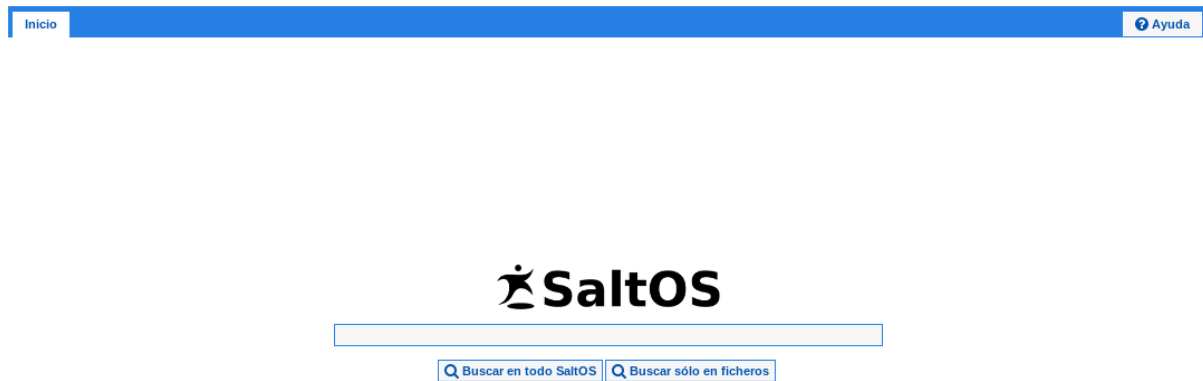 Inicio
Ayuda
SaltOS
Buscar en todo SaltOS
Buscar sólo en ficheros